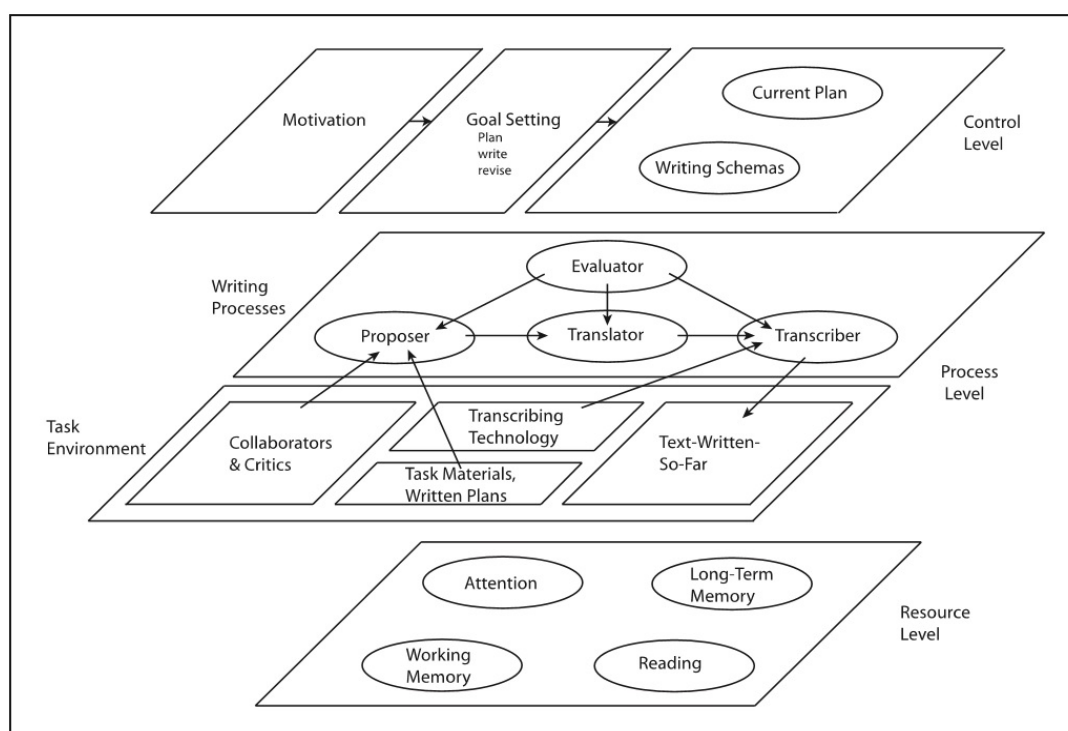 Motivation
Goal Setting
Plan
write
revise
Current Plan
Writing Schemas
Control
Level
Writing
Processes
Evaluator
Proposer
Translator
Transcriber
Process
Level
Task
Environment
Collaborators
& Critics
Transcribing
Technology
Task Materials,
Written Plans
Text-Written-
So-Far
Attention
Long-Term
Memory
Working
Memory
Reading
Resource
Level